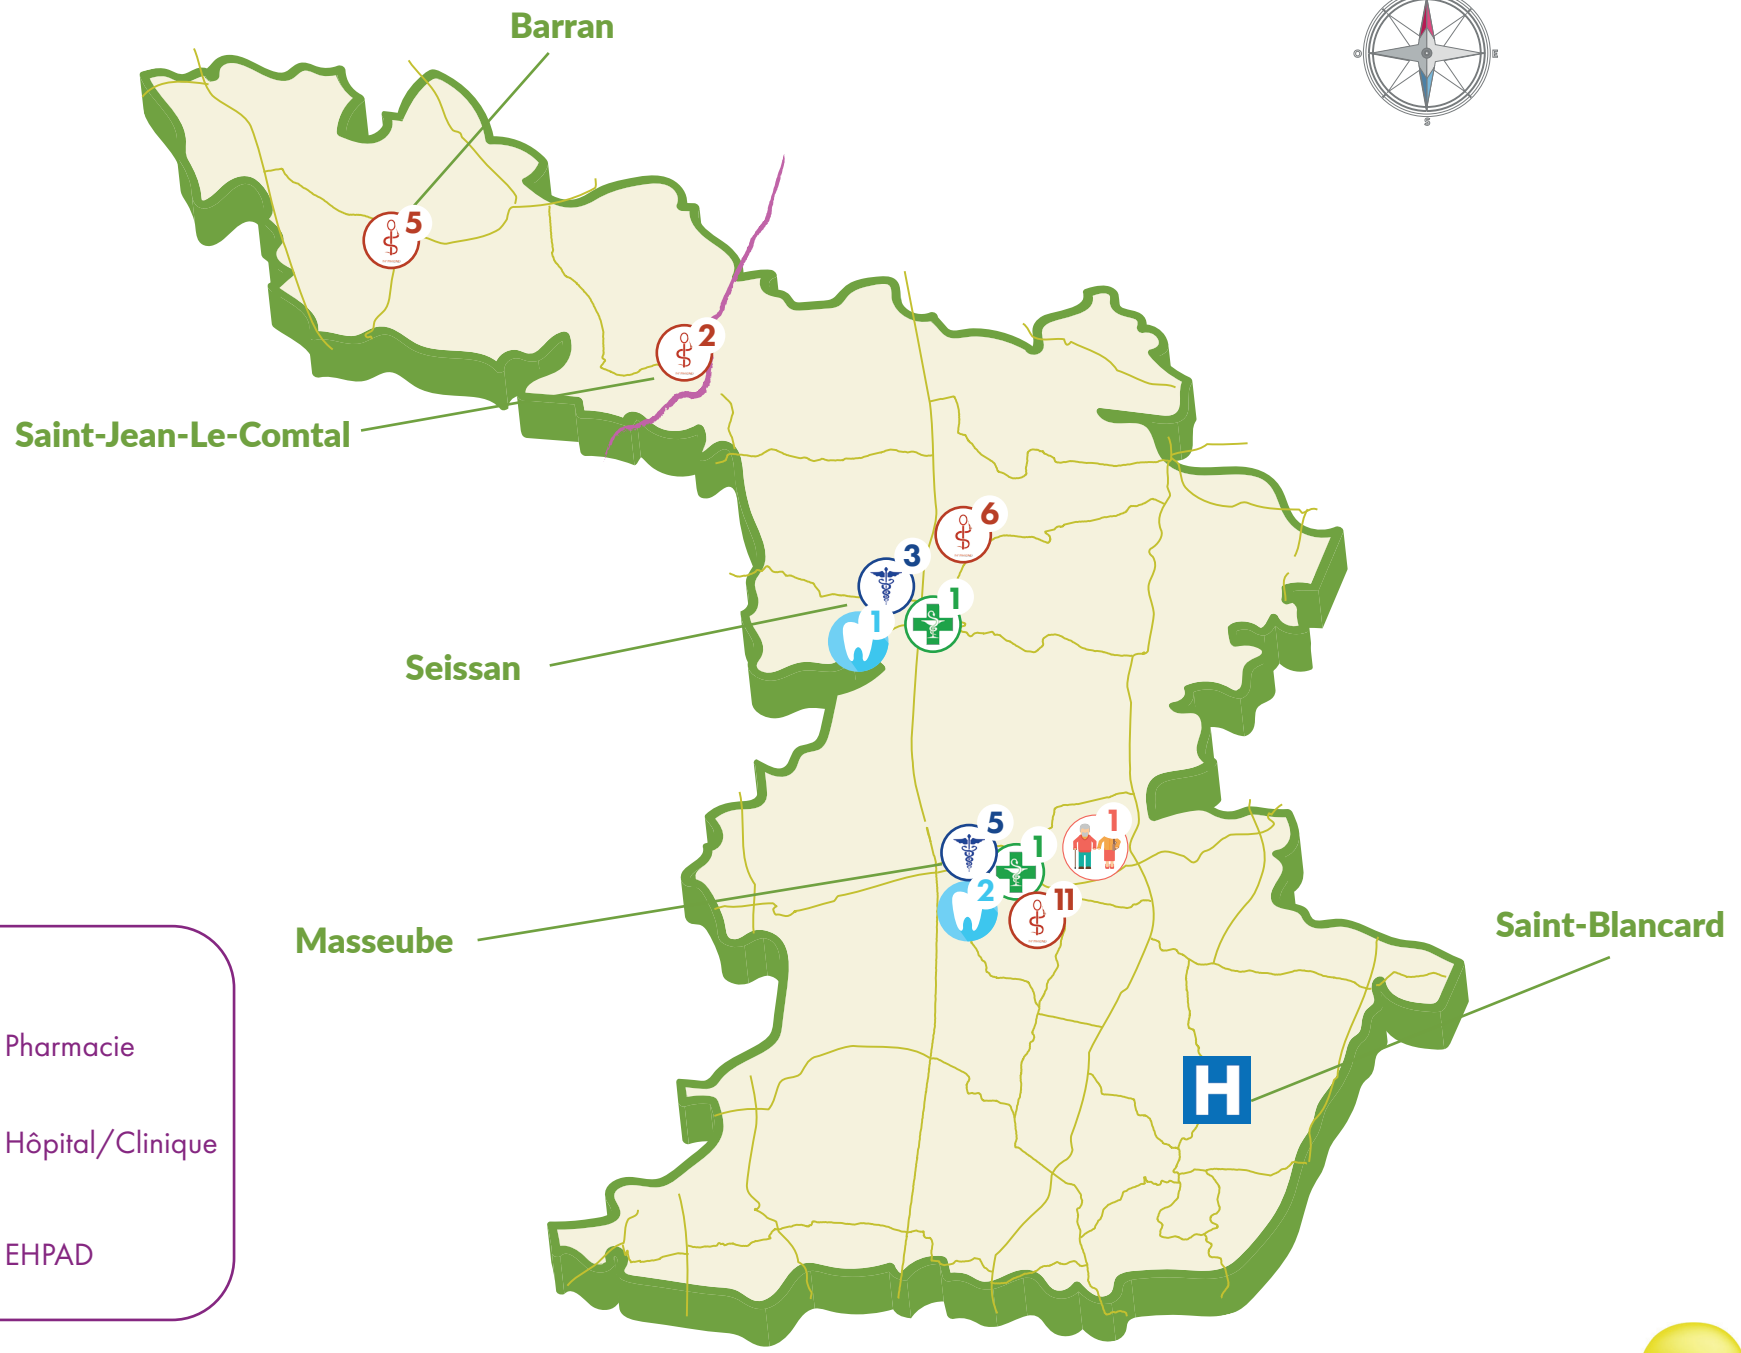 Barran
O
E
S
5
2
Saint-Jean-Le-Comtal
6
3
1
1
Seissan
5
1
1
2
11
Masseube
Saint-Blancard
H
Pharmacie
Hôpital/Clinique
EHPAD